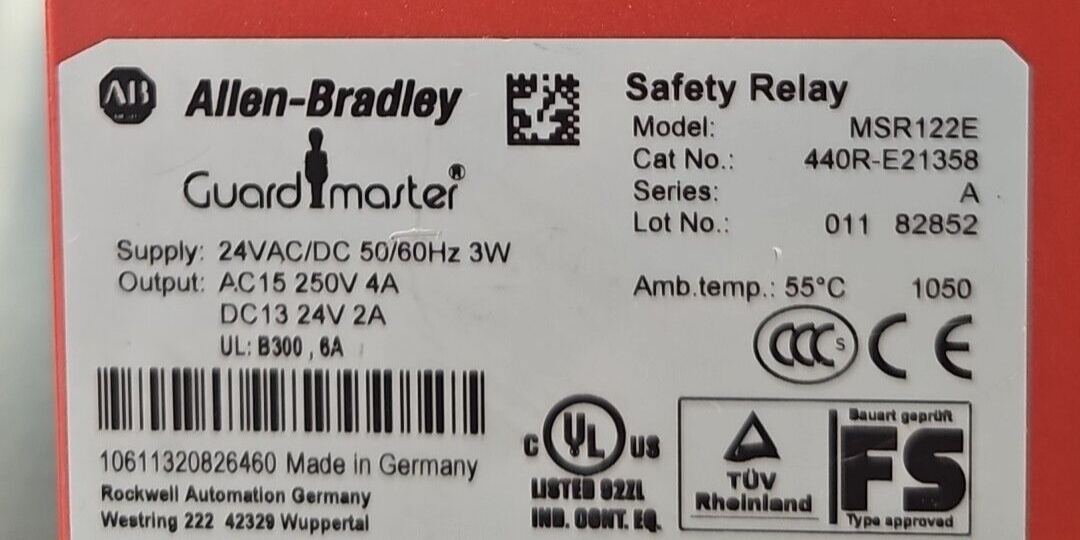 AB Allen-Bradley
Guardmaster®
Supply: 24VAC/DC 50/60Hz 3W
Output: AC15 250V 4A
DC13 24V 2A
UL: B300 , 6A
10611320826460 Made in Germany
Rockwell Automation Germany
Westring 222 42329 Wuppertal
Safety Relay
Model: MSR122E
Cat No.: 440R-E21358
Series: A
Lot No.: 011 82852
Amb.temp.: 55°C 1050
CCC S CE
C UL US
LISTED 92ZL
IND. CONT. EQ.
TÜV
Rheinland
Bauart geprüft
FS
Type approved